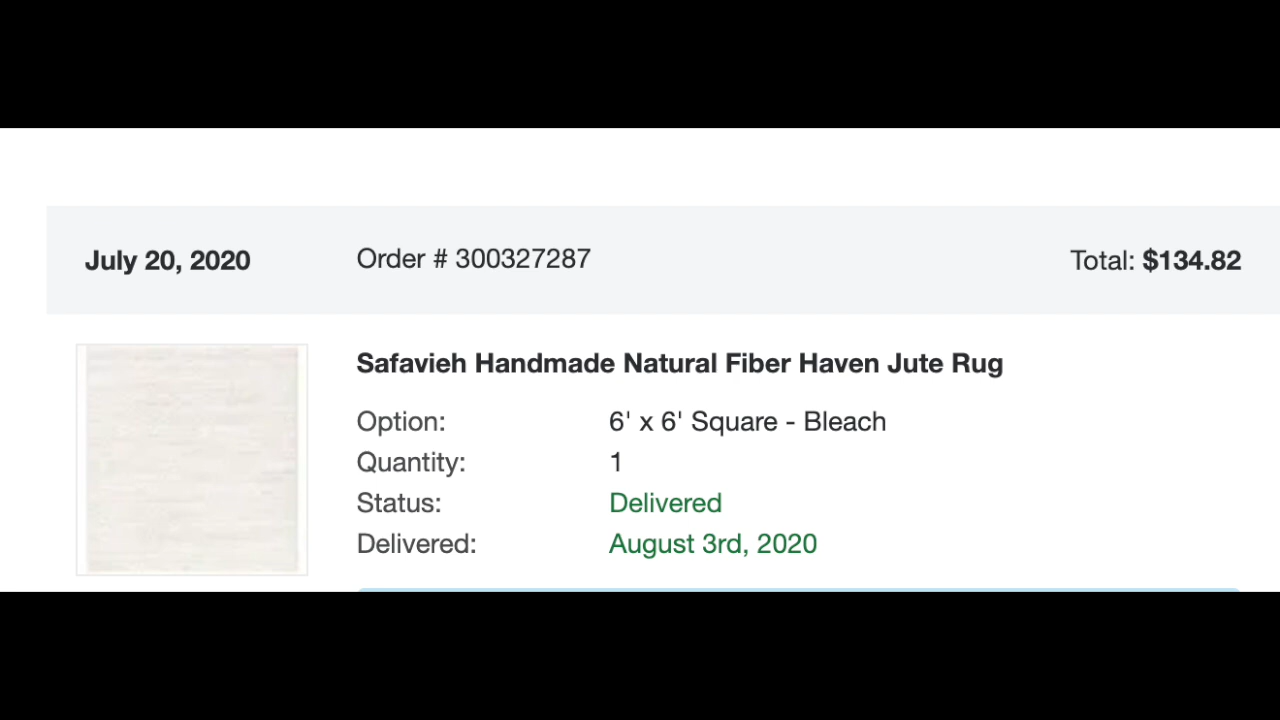 July 20, 2020 Order # 300327287 Total: $134.82
Safavieh Handmade Natural Fiber Haven Jute Rug
Option: 6' x 6' Square - Bleach
Quantity: 1
Status: Delivered
Delivered: August 3rd, 2020